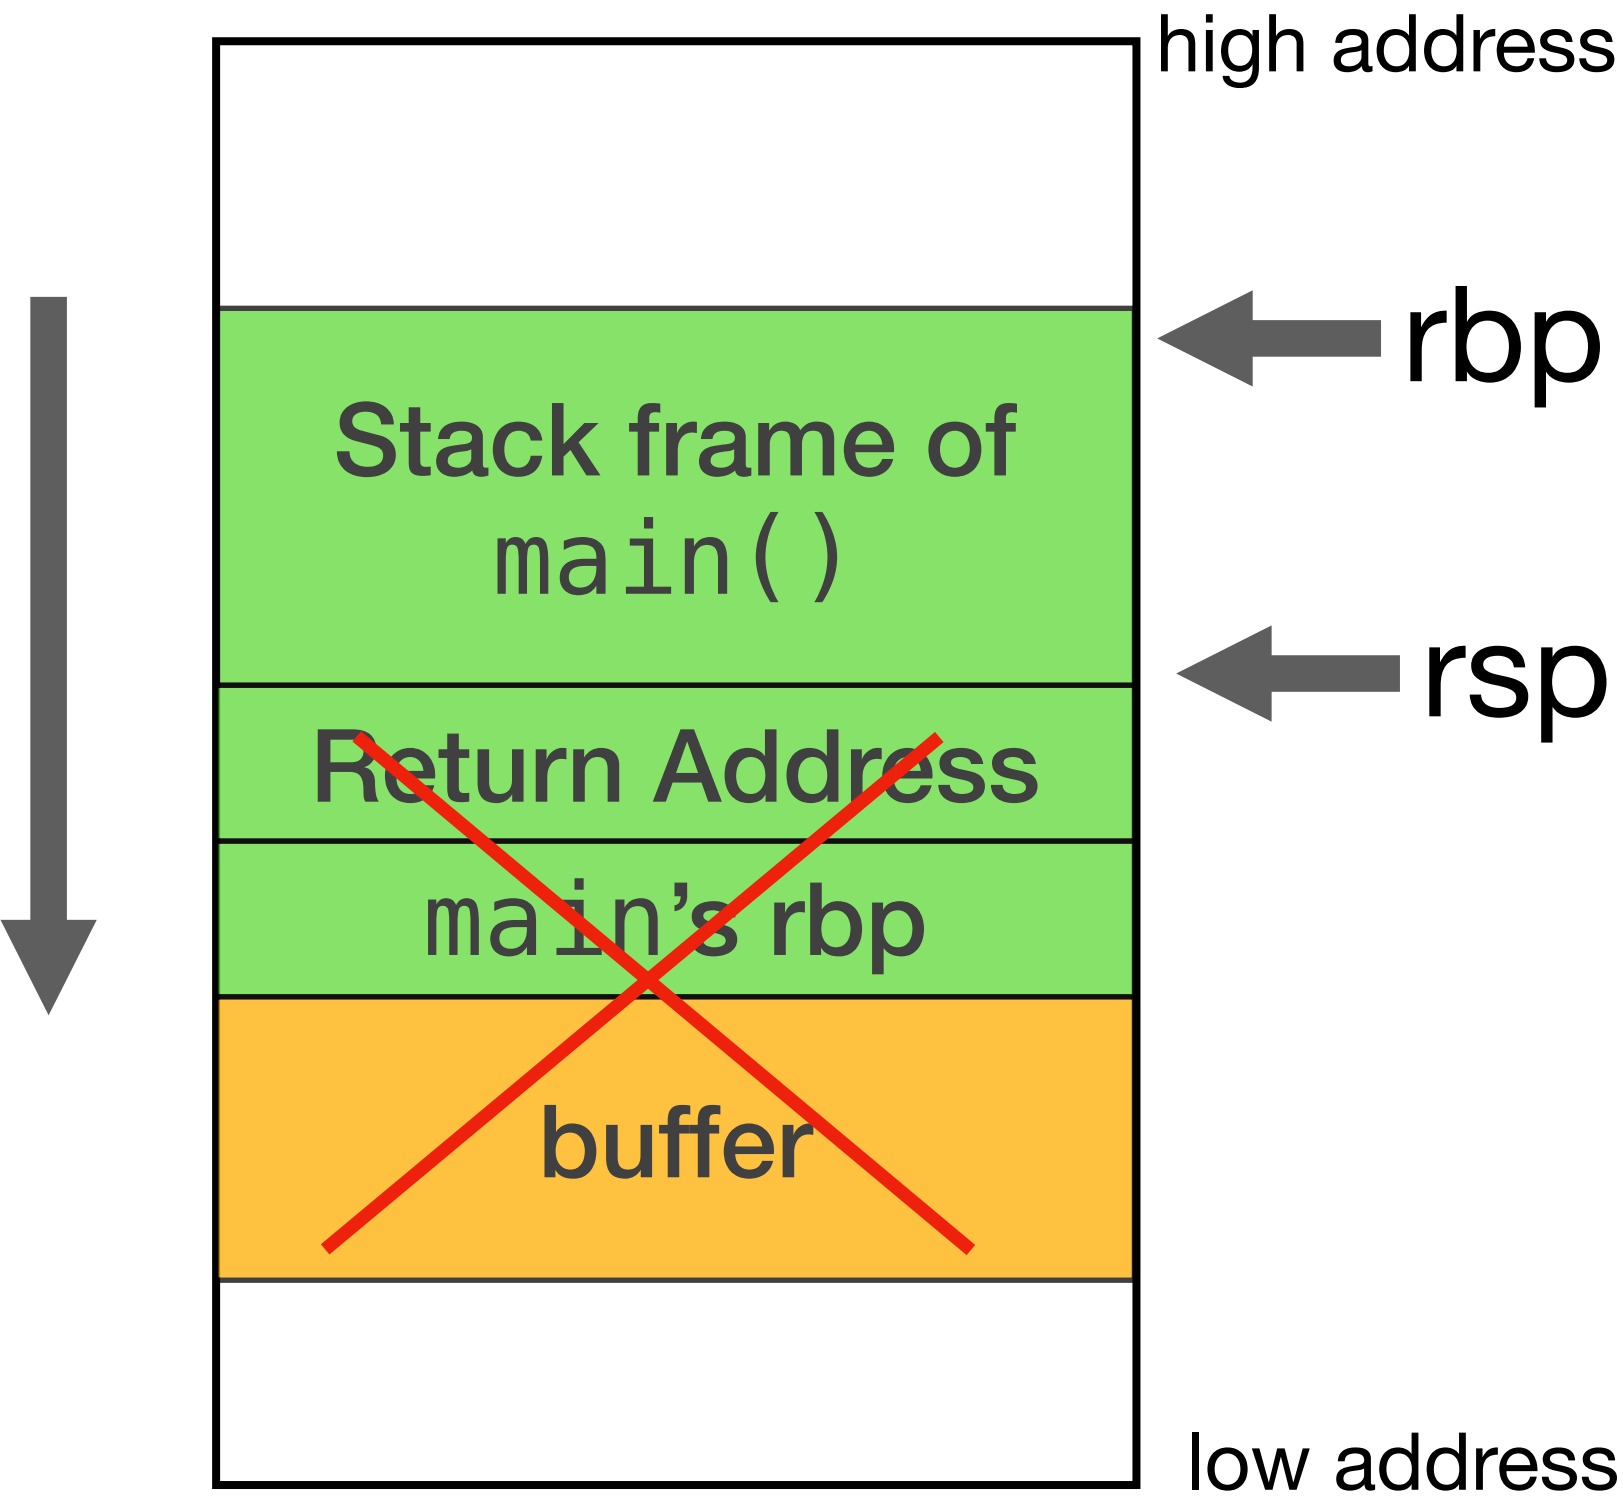 high address
rbp
Stack frame of
main()
rsp
Return Address
main’s rbp
buffer
low address